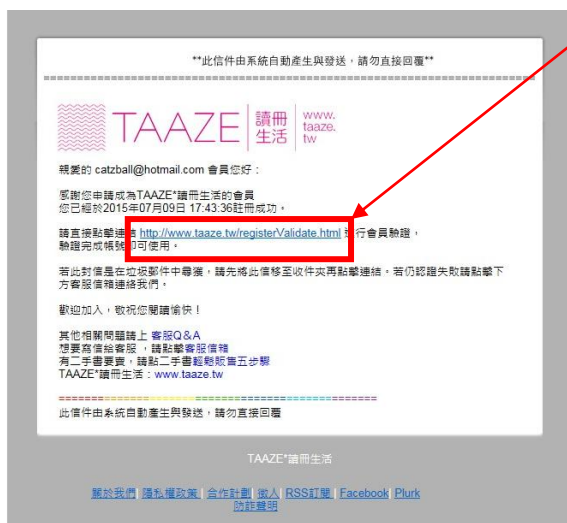 **此信件由系統自動產生與發送，請勿直接回覆**
TAAZE 讀冊生活 www.taaze.tw
親愛的 catzball@hotmail.com 會員您好：
感謝您申請成為TAAZE*讀冊生活的會員
您已經於2015年07月09日 17:43:36註冊成功，
請直接點擊連結 http://www.taaze.tw/registerValidate.html 進行會員驗證，
驗證完成帳號即可使用。
若此封信是在垃圾郵件中尋獲，請先將此信移至收件夾再點擊連結。若仍認證失敗請點擊下
方客服信箱連絡我們。
歡迎加入，敬祝您閱讀愉快！
其他相關問題請上 客服Q&A
想要寫信給客服，請點擊客服信箱
有二手書要賣，請點二手書輕鬆販售五步驟
TAAZE*讀冊生活：www.taaze.tw
此信件由系統自動產生與發送，請勿直接回覆
TAAZE*讀冊生活
關於我們| 隱私權政策 | 合作計劃| 徵人| RSS訂閱 | Facebook| Plurk
防詐聲明